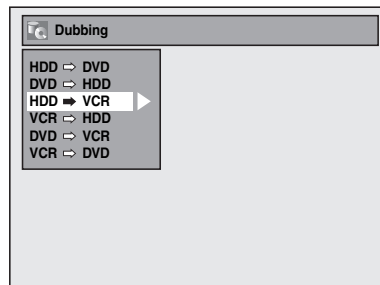 Dubbing
HDD ⇨ DVD
DVD ⇨ HDD
HDD ➡ VCR
VCR ⇨ HDD
DVD ⇨ VCR
VCR ⇨ DVD